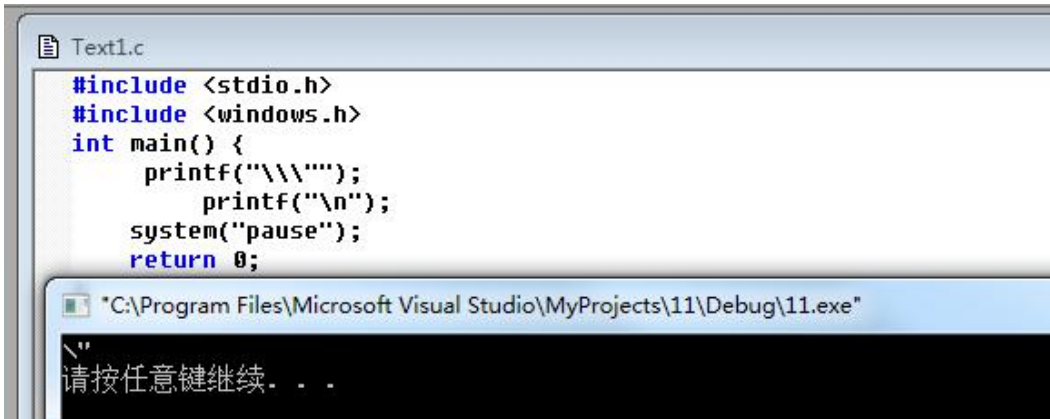 Text1.c
#include <stdio.h>
#include <windows.h>
int main() {
printf("\\\"");
printf("\n");
system("pause");
return 0;
"C:\Program Files\Microsoft Visual Studio\MyProjects\11\Debug\11.exe"
\"
请按任意键继续. . .